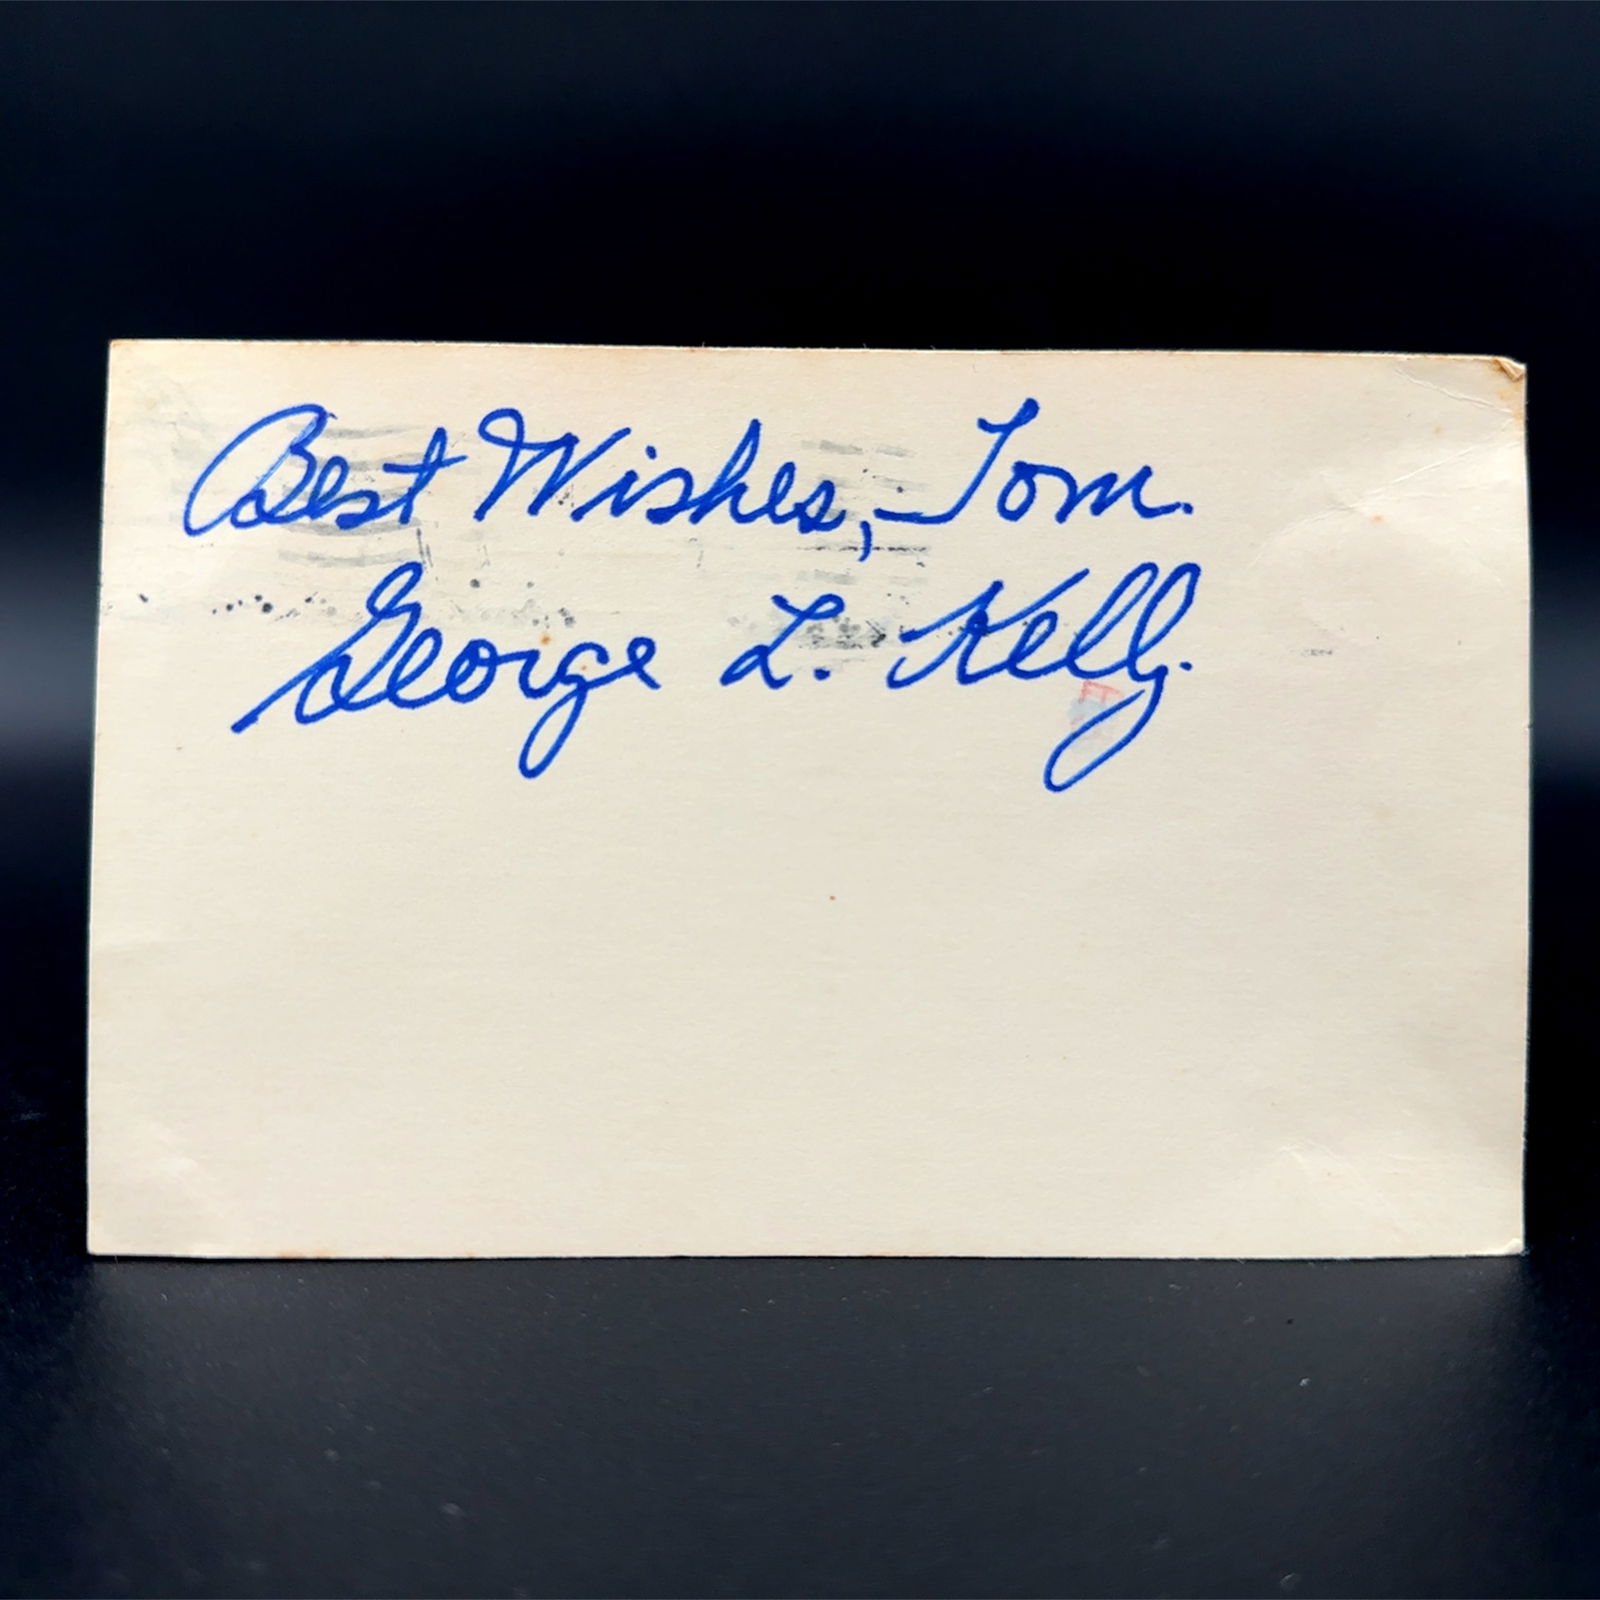 Best Wishes, Tom.
George L. Kelly.